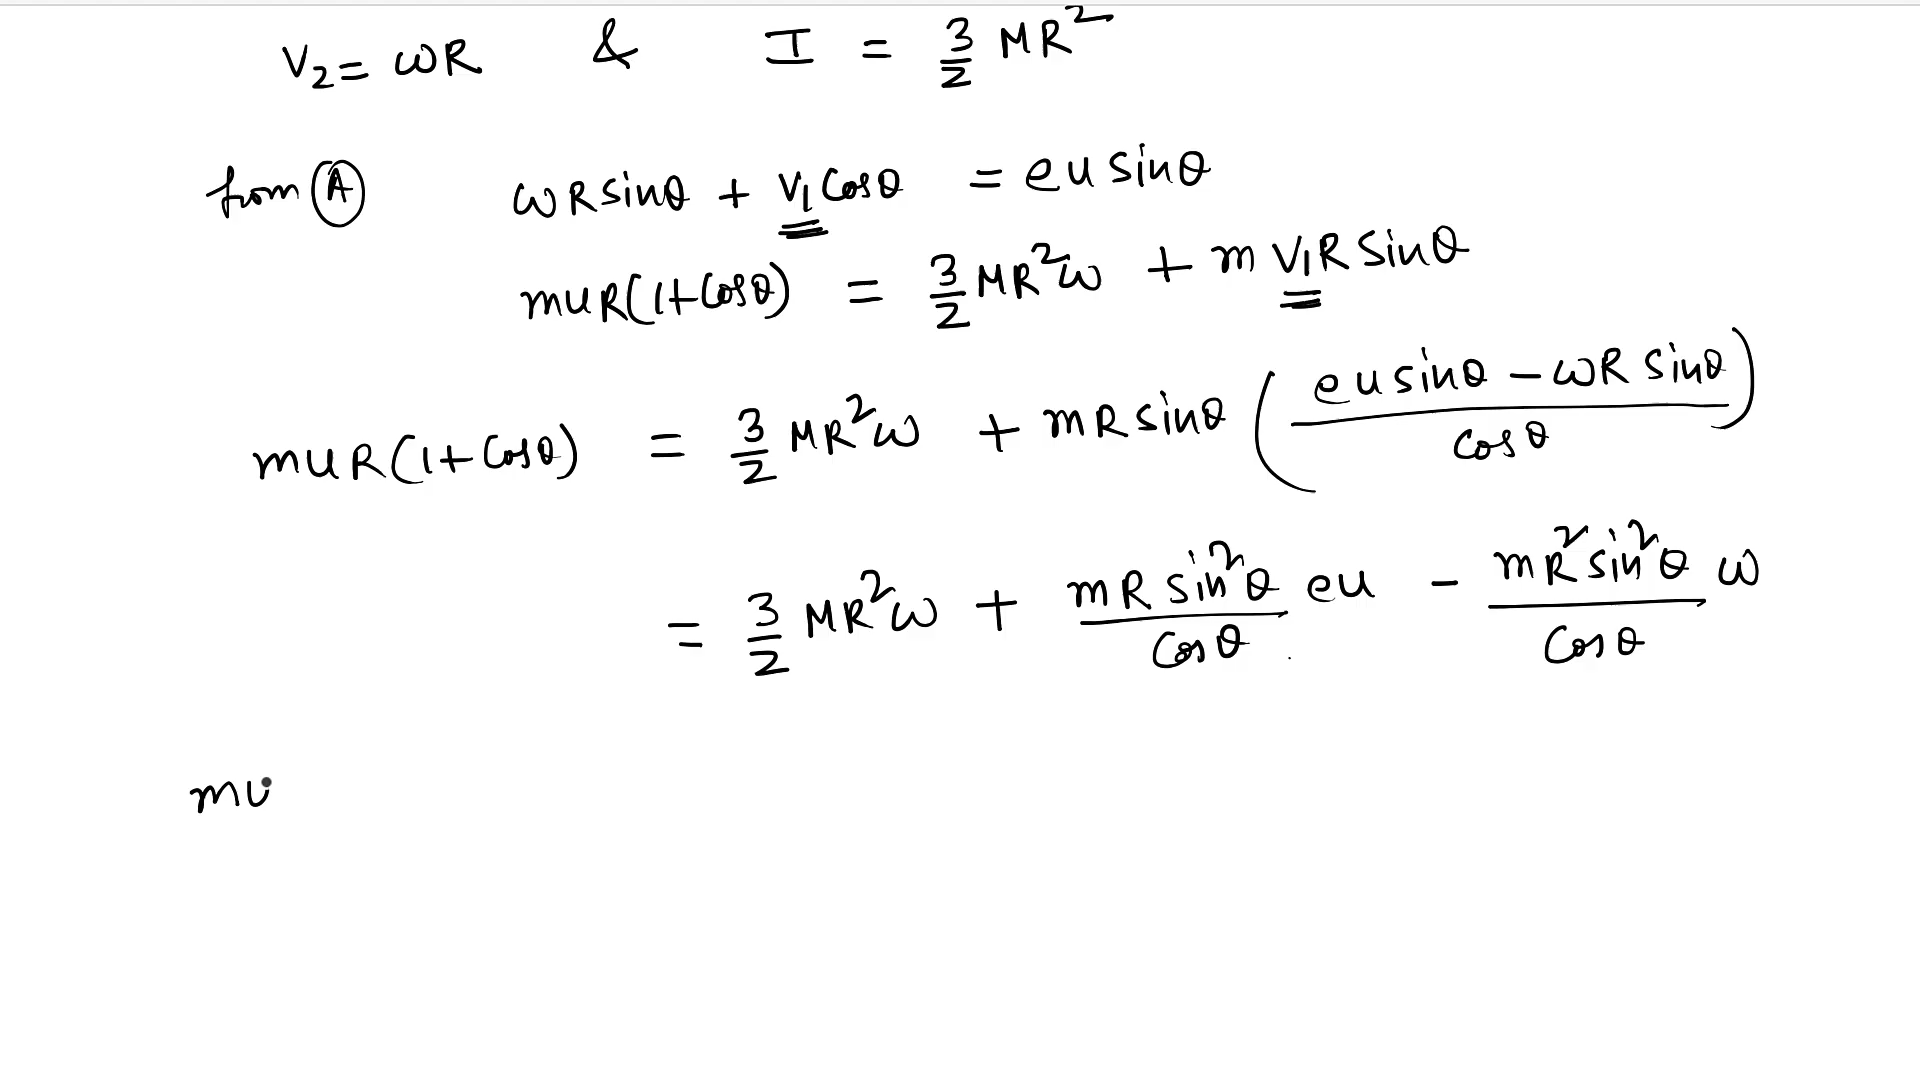 V₂ = ωR & I = 3/2 MR²
from (A) ωR sinθ + V₁ Cosθ = eu sinθ
muR(1+Cosθ) = 3/2 MR²ω + m V₁R Sinθ
muR(1+Cosθ) = 3/2 MR²ω + mR sinθ ((eu sinθ − ωR sinθ)/Cosθ)
= 3/2 MR²ω + (mR sin²θ/Cosθ) eu − (mR² sin²θ/Cosθ) ω
mu